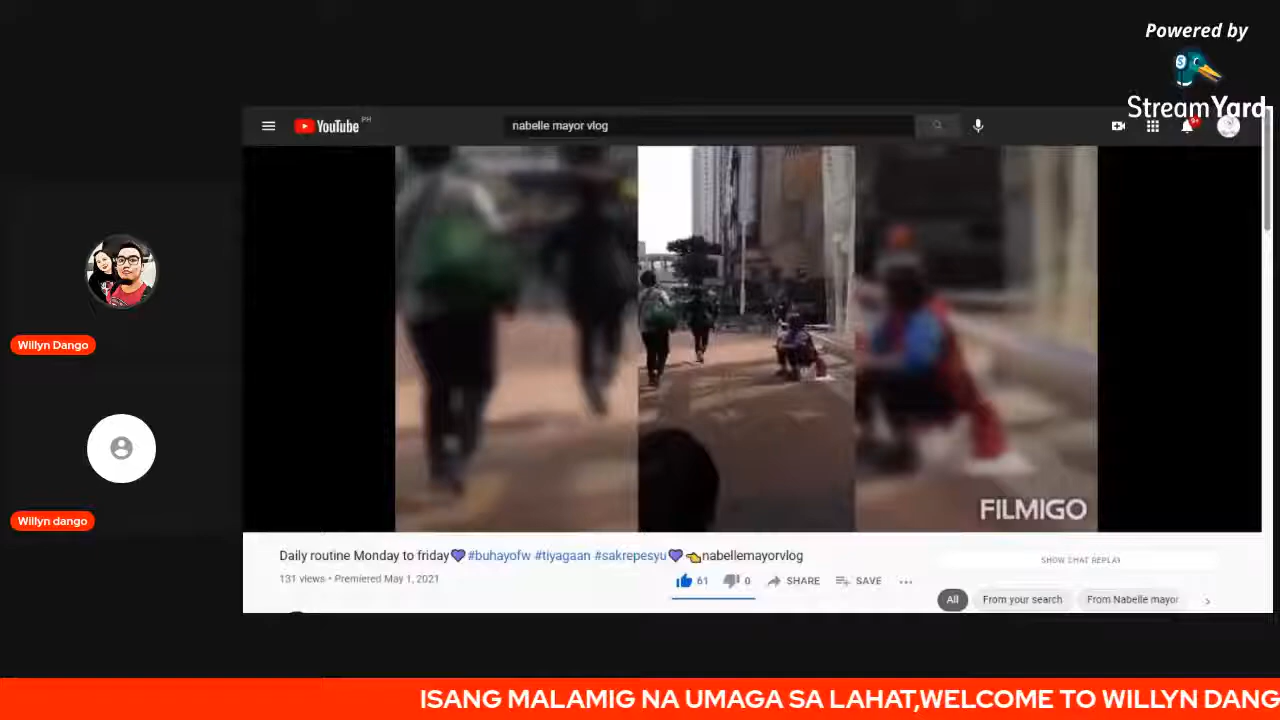 Powered by
StreamYard
YouTube PH
nabelle mayor vlog
9+
Willyn Dango
FILMIGO
Willyn dango
Daily routine Monday to friday💜#buhayofw #tiyagaan #sakrepesyu💜👈nabellemayorvlog
SHOW CHAT REPLAY
131 views • Premiered May 1, 2021
61
0
SHARE
SAVE
All
From your search
From Nabelle mayor
ISANG MALAMIG NA UMAGA SA LAHAT,WELCOME TO WILLYN DANG